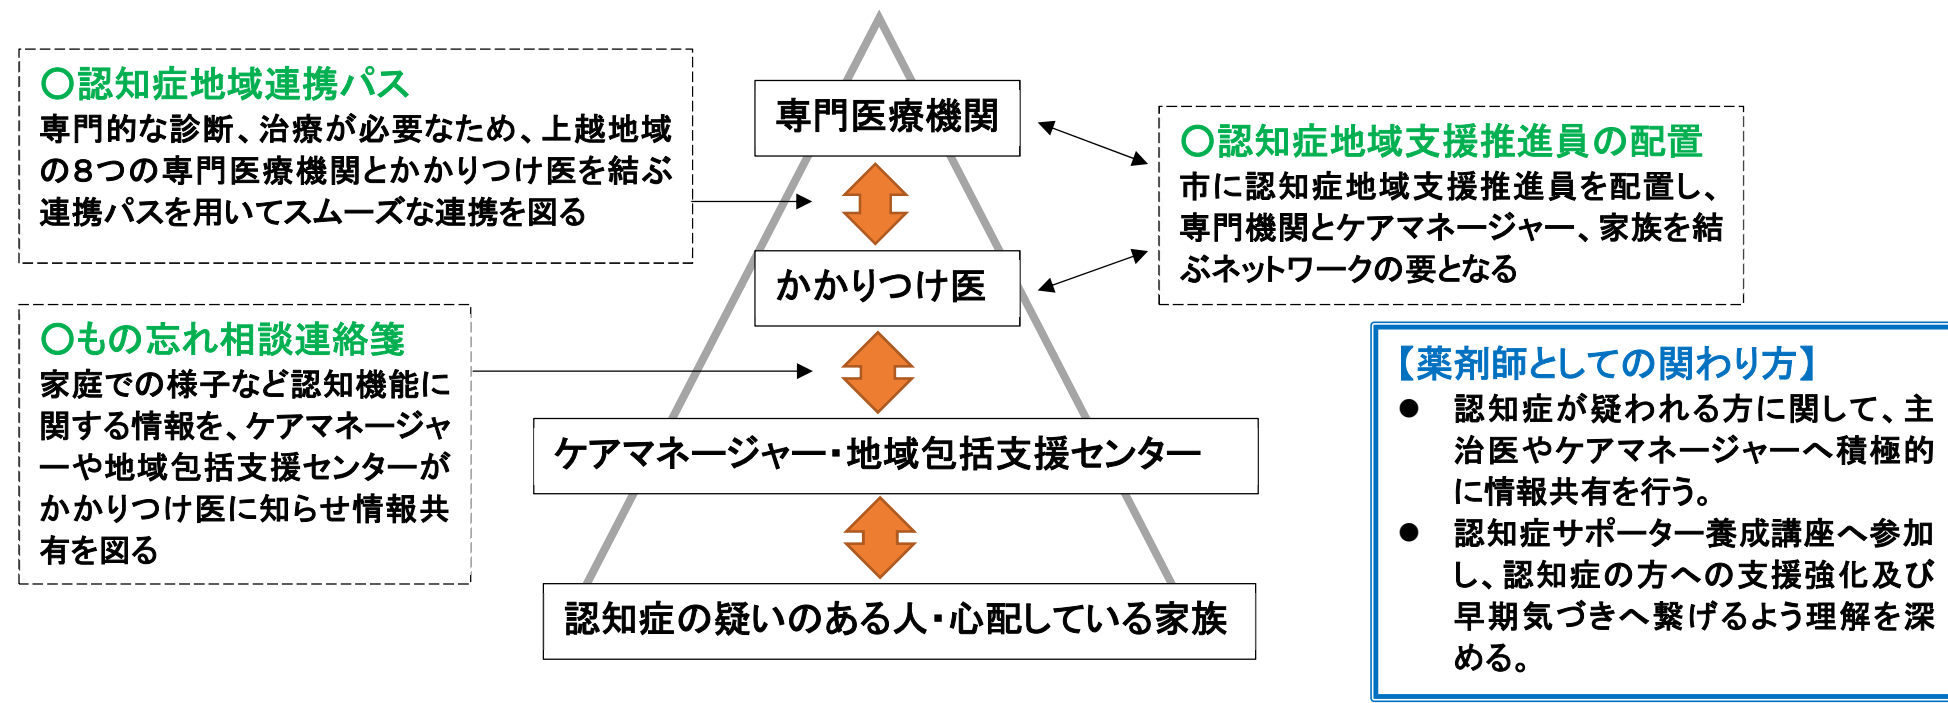 〇認知症地域連携パス
専門的な診断、治療が必要なため、上越地域
の８つの専門医療機関とかかりつけ医を結ぶ
連携パスを用いてスムーズな連携を図る
専門医療機関
〇認知症地域支援推進員の配置
市に認知症地域支援推進員を配置し、
専門機関とケアマネージャー、家族を結
ぶネットワークの要となる
かかりつけ医
〇もの忘れ相談連絡箋
家庭での様子など認知機能に
関する情報を、ケアマネージャ
ーや地域包括支援センターが
かかりつけ医に知らせ情報共
有を図る
ケアマネージャー・地域包括支援センター
認知症の疑いのある人・心配している家族
【薬剤師としての関わり方】
● 認知症が疑われる方に関して、主
治医やケアマネージャーへ積極的
に情報共有を行う。
● 認知症サポーター養成講座へ参加
し、認知症の方への支援強化及び
早期気づきへ繋げるよう理解を深
める。